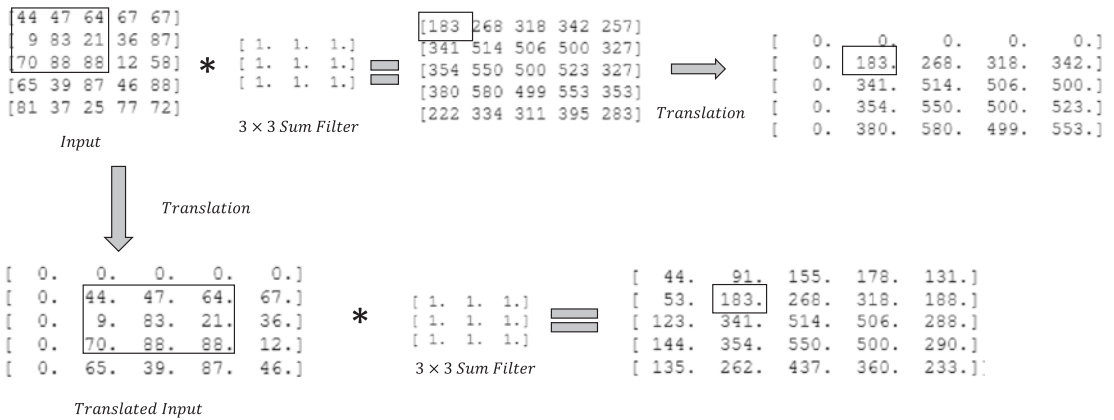 [44 47 64 67 67]
[ 9 83 21 36 87]
[70 88 88 12 58]
[65 39 87 46 88]
[81 37 25 77 72]
Input
*
[ 1. 1. 1.]
[ 1. 1. 1.]
[ 1. 1. 1.]
3 × 3 Sum Filter
[183 268 318 342 257]
[341 514 506 500 327]
[354 550 500 523 327]
[380 580 499 553 353]
[222 334 311 395 283]
Translation
[ 0. 0. 0. 0. 0.]
[ 0. 183. 268. 318. 342.]
[ 0. 341. 514. 506. 500.]
[ 0. 354. 550. 500. 523.]
[ 0. 380. 580. 499. 553.]
Translation
[ 0. 0. 0. 0. 0.]
[ 0. 44. 47. 64. 67.]
[ 0. 9. 83. 21. 36.]
[ 0. 70. 88. 88. 12.]
[ 0. 65. 39. 87. 46.]
Translated Input
*
[ 1. 1. 1.]
[ 1. 1. 1.]
[ 1. 1. 1.]
3 × 3 Sum Filter
[ 44. 91. 155. 178. 131.]
[ 53. 183. 268. 318. 188.]
[ 123. 341. 514. 506. 288.]
[ 144. 354. 550. 500. 290.]
[ 135. 262. 437. 360. 233.]]